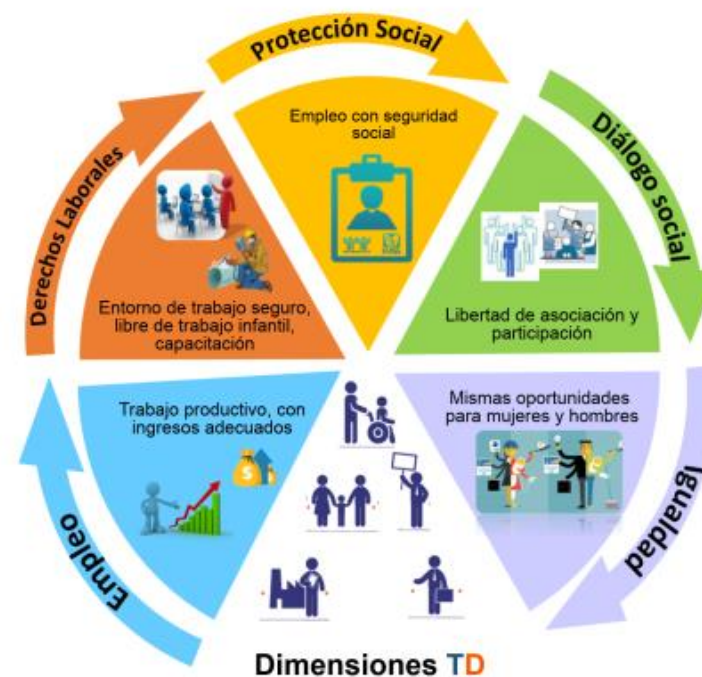 Protección Social
Empleo con seguridad
social
Diálogo social
Libertad de asociación y
participación
Igualdad
Mismas oportunidades
para mujeres y hombres
Derechos Laborales
Entorno de trabajo seguro,
libre de trabajo infantil,
capacitación
Empleo
Trabajo productivo, con
ingresos adecuados
$
Dimensiones TD